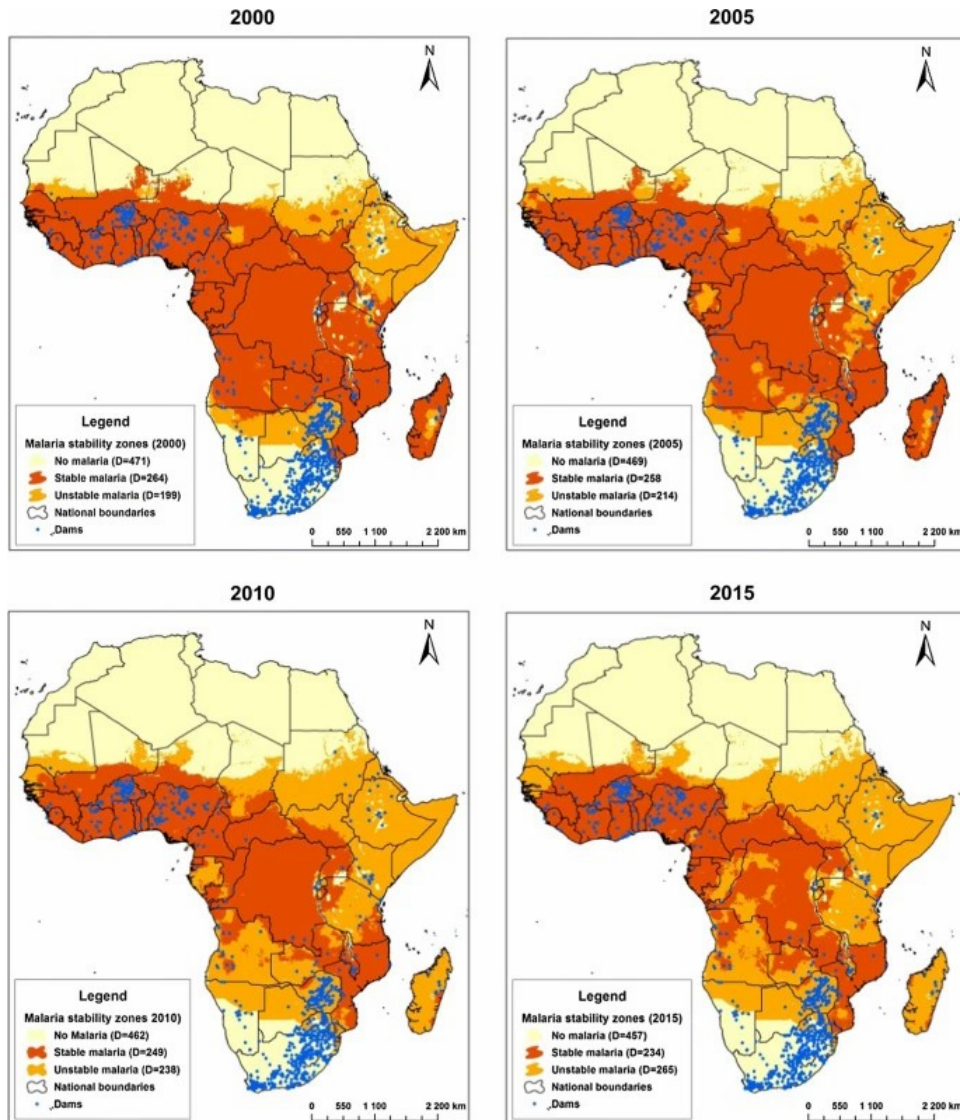 2000
N
Legend
Malaria stability zones (2000)
No malaria (D=471)
Stable malaria (D=264)
Unstable malaria (D=199)
National boundaries
Dams
0 550 1 100 2 200 km
2005
N
Legend
Malaria stability zones (2005)
No malaria (D=469)
Stable malaria (D=258
Unstable malaria (D=214)
National boundaries
Dams
0 550 1 100 2 200 km
2010
N
Legend
Malaria stability zones 2010)
No Malaria (D=462)
Stable malaria (D=249)
Unstable malaria (D=238)
National boundaries
Dams
0 550 1 100 2 200 km
2015
N
Legend
Malaria stability zones (2015)
No malaria (D=457)
Stable malaria (D=234)
Unstable malaria (D=265)
National boundaries
Dams
0 550 1 100 2 200 km